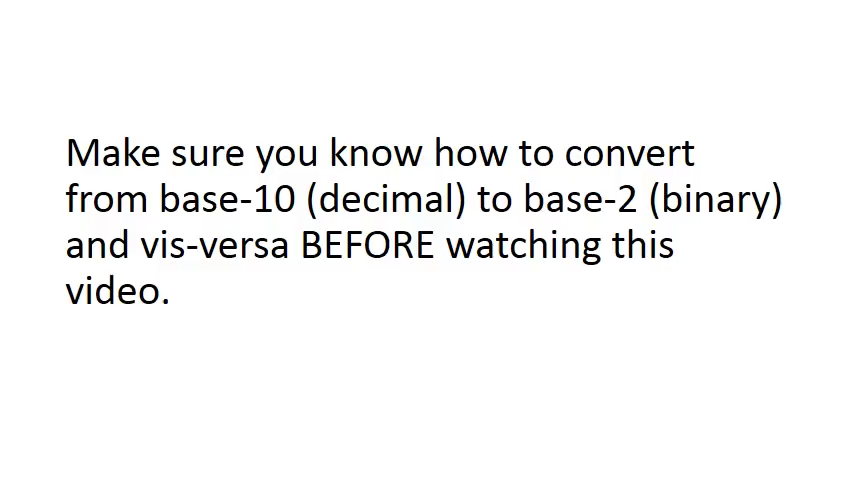 Make sure you know how to convert
from base-10 (decimal) to base-2 (binary)
and vis-versa BEFORE watching this
video.